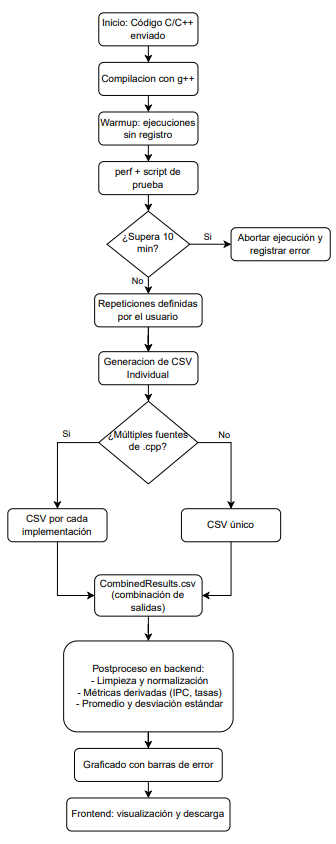 Inicio: Código C/C++
enviado
Compilacion con g++
Warmup: ejecuciones
sin registro
perf + script de
prueba
¿Supera 10
min?
Si
Abortar ejecución y
registrar error
No
Repeticiones definidas
por el usuario
Generacion de CSV
Individual
¿Múltiples fuentes
de .cpp?
Si
No
CSV por cada
implementación
CSV único
CombinedResults.csv
(combinación de
salidas)
Postproceso en backend:
- Limpieza y normalización
- Métricas derivadas (IPC, tasas)
- Promedio y desviación estándar
Graficado con barras de error
Frontend: visualización y descarga